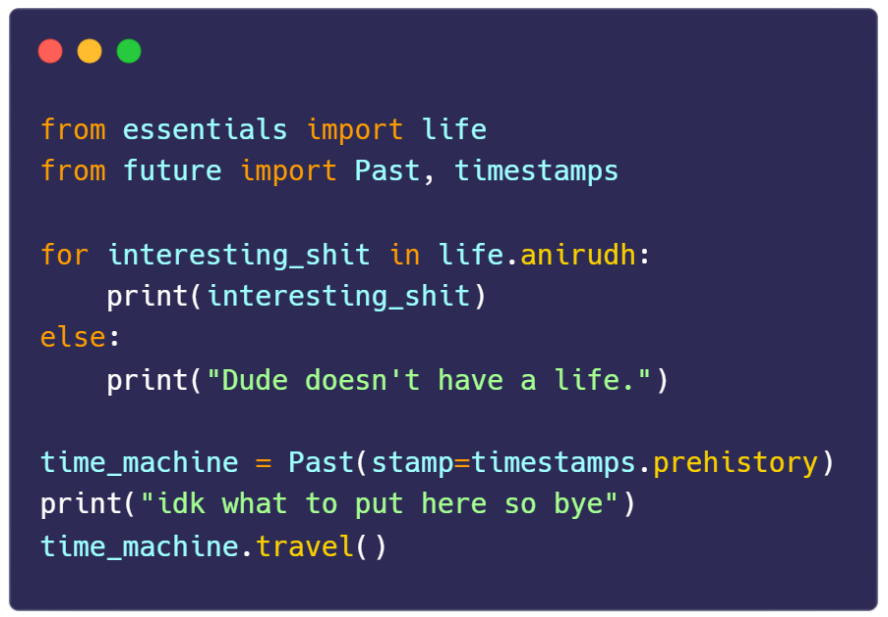 from essentials import life
from future import Past, timestamps
for interesting_shit in life.anirudh:
    print(interesting_shit)
else:
    print("Dude doesn't have a life.")
time_machine = Past(stamp=timestamps.prehistory)
print("idk what to put here so bye")
time_machine.travel()